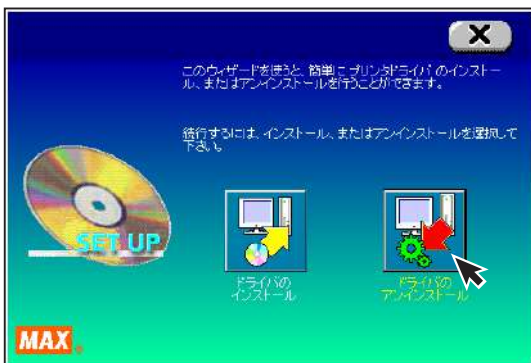 このウィザードを使うと、簡単にプリンタドライバのインストー
ル、またはアンインストールを行うことができます。
続行するには、インストール、またはアンインストールを選択して
下さい。
SET UP
ドライバの
インストール
ドライバの
アンインストール
MAX